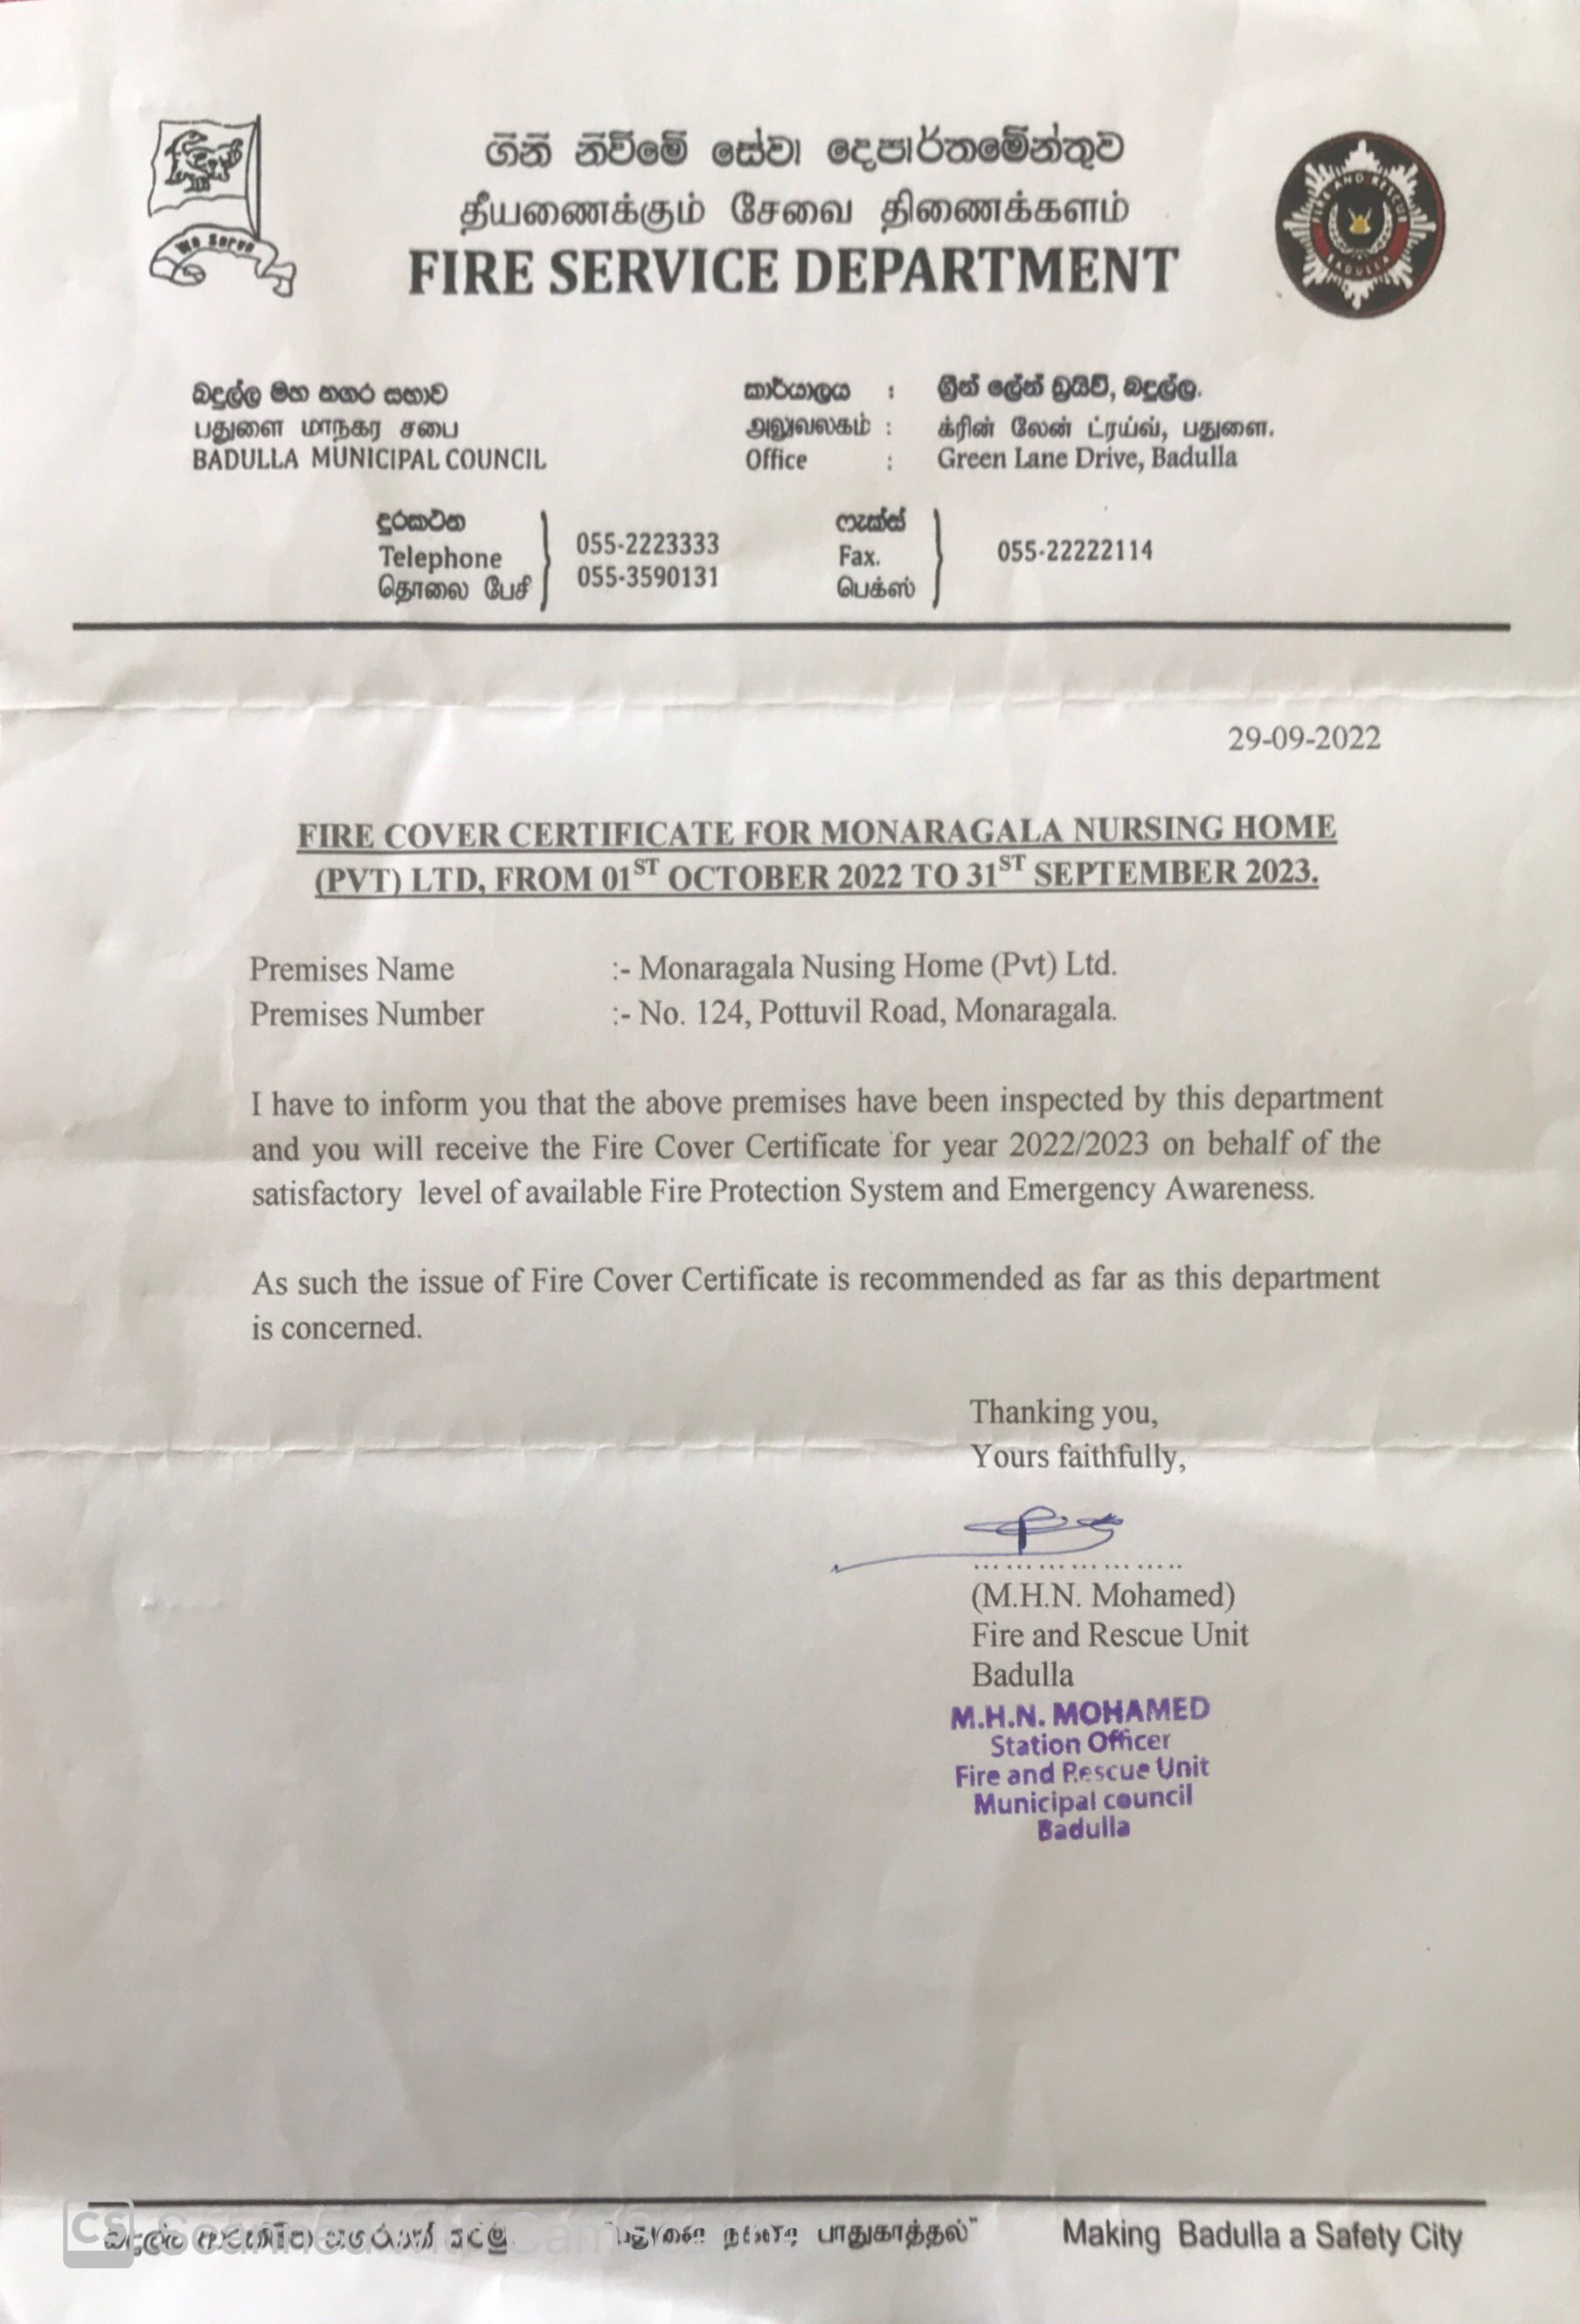 We Serve
ගිනි නිවීමේ සේවා දෙපාර්තමේන්තුව
தீயணைக்கும் சேவை திணைக்களம்
FIRE SERVICE DEPARTMENT
FIRE AND RESCUE
BADULLA
බදුල්ල මහ නගර සභාව
பதுளை மாநகர சபை
BADULLA MUNICIPAL COUNCIL
කාර්යාලය : ග්‍රීන් ලේන් ඩ්‍රයිව්, බදුල්ල.
அலுவலகம் : க்ரின் லேன் ட்ரய்வ், பதுளை.
Office : Green Lane Drive, Badulla
දුරකථන
Telephone
தொலை பேசி
055-2223333
055-3590131
ෆැක්ස්
Fax.
பெக்ஸ்
055-22222114
29-09-2022
FIRE COVER CERTIFICATE FOR MONARAGALA NURSING HOME
(PVT) LTD, FROM 01ST OCTOBER 2022 TO 31ST SEPTEMBER 2023.
Premises Name :- Monaragala Nusing Home (Pvt) Ltd.
Premises Number :- No. 124, Pottuvil Road, Monaragala.
I have to inform you that the above premises have been inspected by this department
and you will receive the Fire Cover Certificate for year 2022/2023 on behalf of the
satisfactory level of available Fire Protection System and Emergency Awareness.
As such the issue of Fire Cover Certificate is recommended as far as this department
is concerned.
Thanking you,
Yours faithfully,
(M.H.N. Mohamed)
Fire and Rescue Unit
Badulla
M.H.N. MOHAMED
Station Officer
Fire and Rescue Unit
Municipal council
Badulla
பாதுகாத்தல்" Making Badulla a Safety City
CS Scanned with Cam